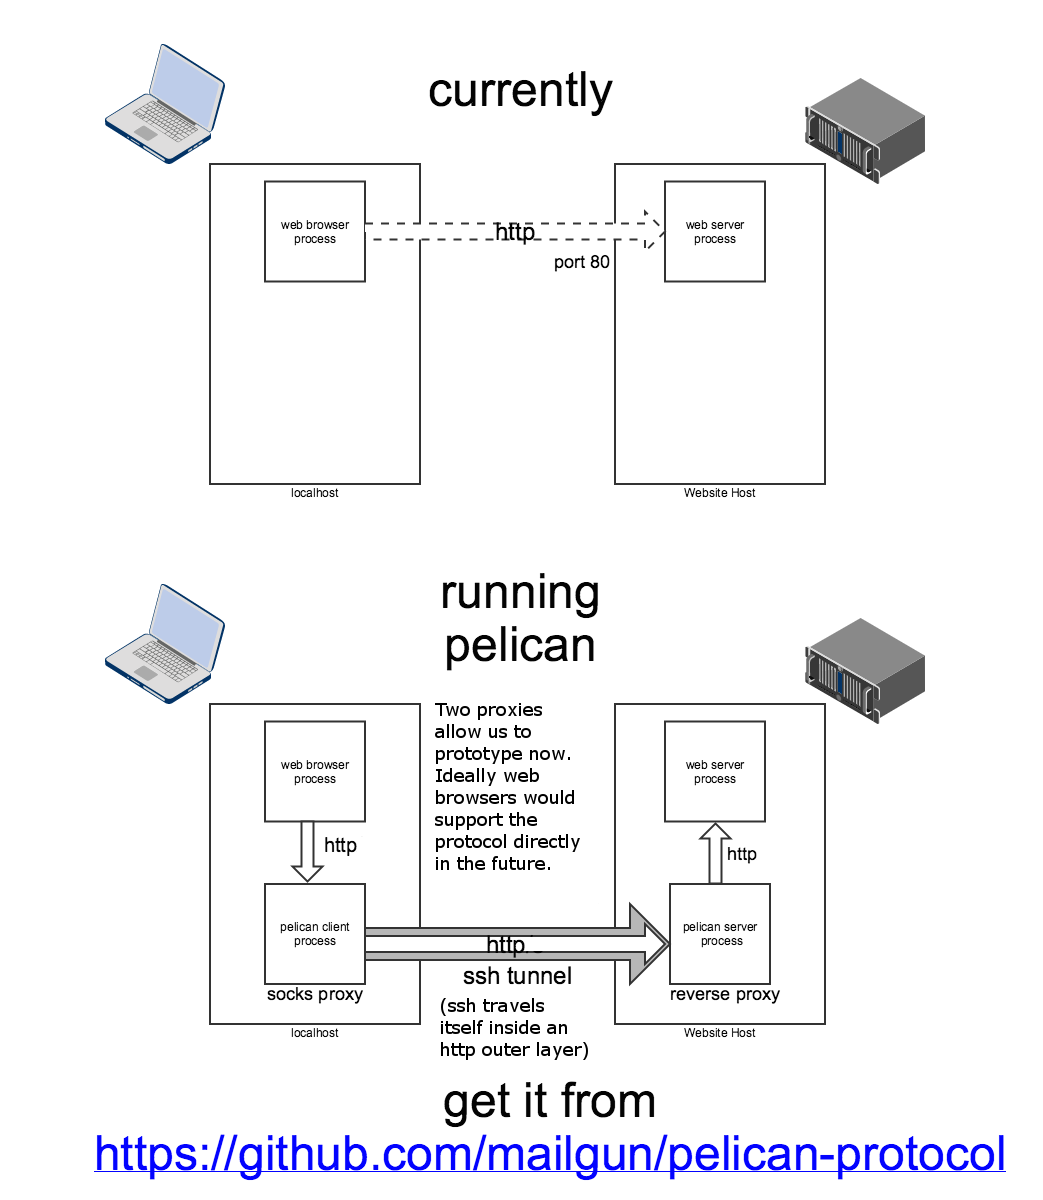 currently
web browser
process
http
web server
process
port 80
localhost
Website Host
running
pelican
Two proxies
allow us to
prototype now.
Ideally web
browsers would
support the
protocol directly
in the future.
web browser
process
web server
process
http
http
pelican client
process
http
pelican server
process
ssh tunnel
socks proxy
reverse proxy
(ssh travels
itself inside an
http outer layer)
localhost
Website Host
get it from
https://github.com/mailgun/pelican-protocol